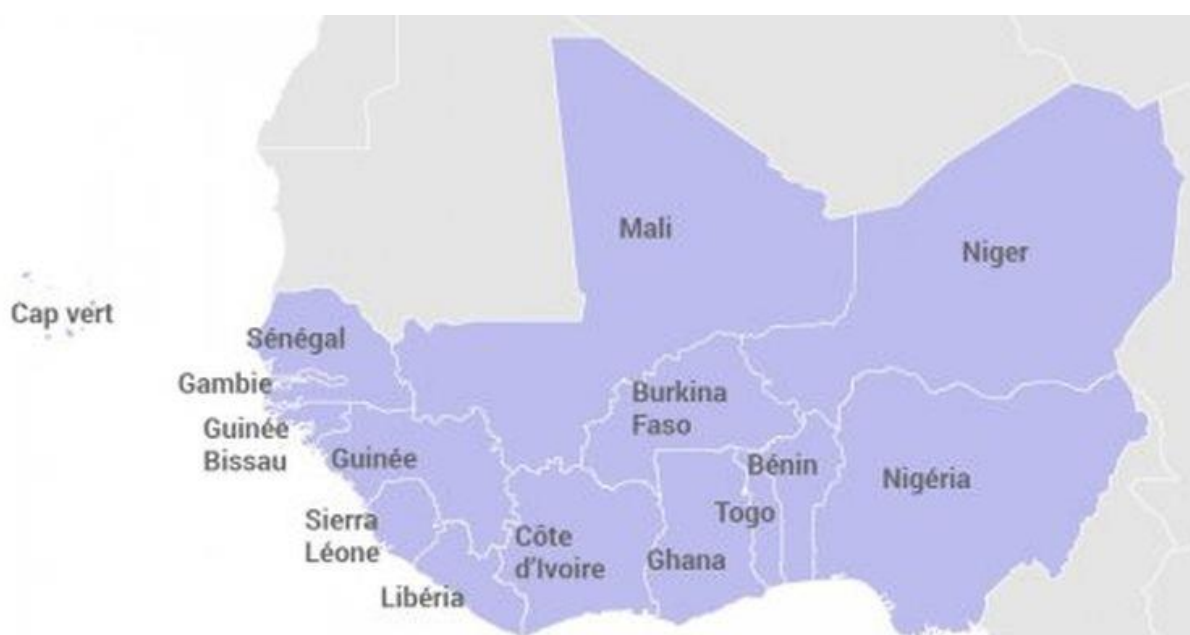 Mali
Niger
Cap vert
Sénégal
Gambie
Burkina
Faso
Guinée
Bissau
Guinée
Bénin
Nigéria
Togo
Sierra
Léone
Côte
d'Ivoire
Ghana
Libéria